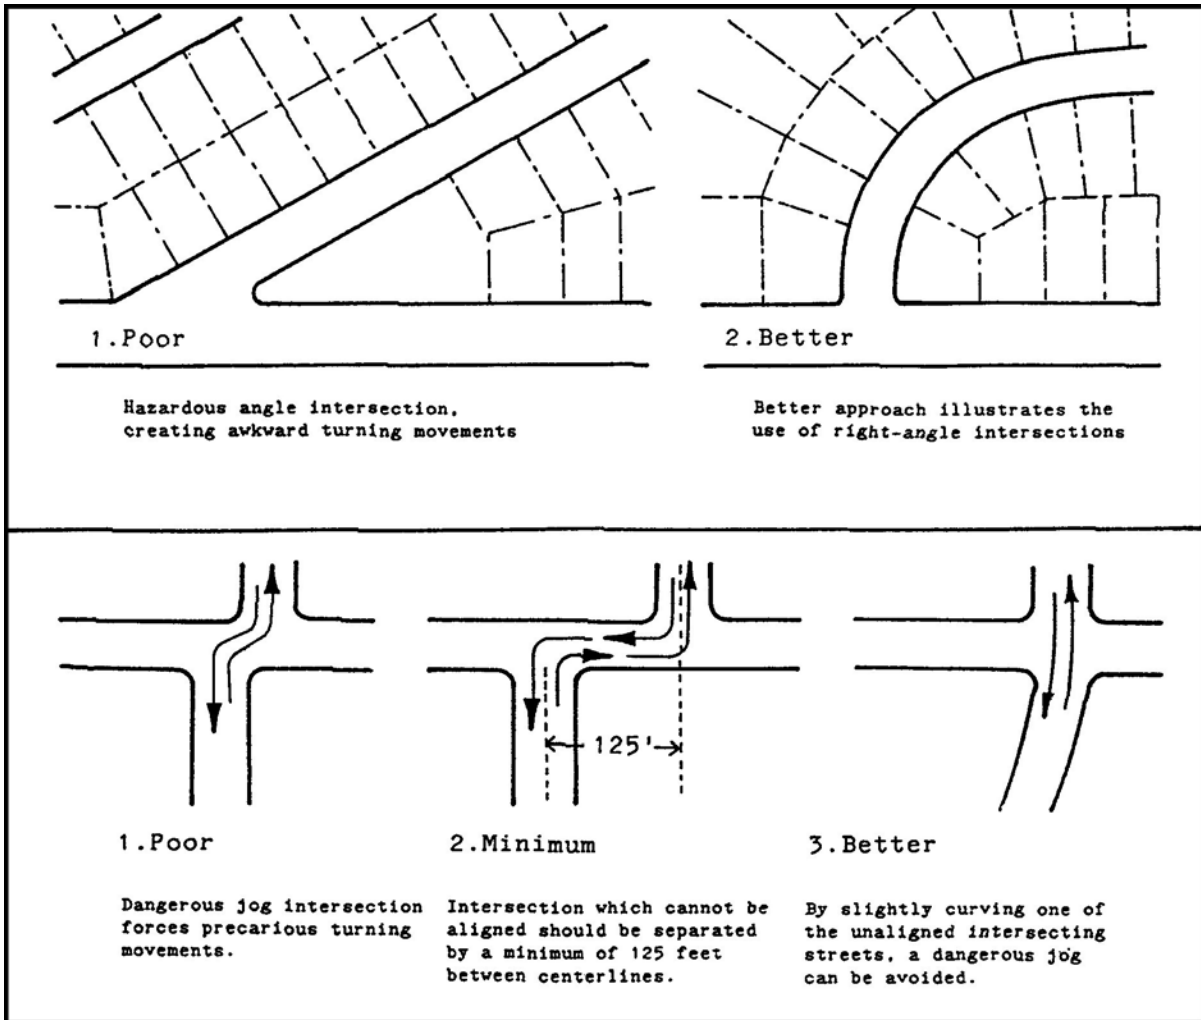 1.Poor
2.Better
Hazardous angle intersection,
creating awkward turning movements
Better approach illustrates the
use of right-angle intersections
125'
1.Poor
2.Minimum
3.Better
Dangerous jog intersection
forces precarious turning
movements.
Intersection which cannot be
aligned should be separated
by a minimum of 125 feet
between centerlines.
By slightly curving one of
the unaligned intersecting
streets, a dangerous jog
can be avoided.